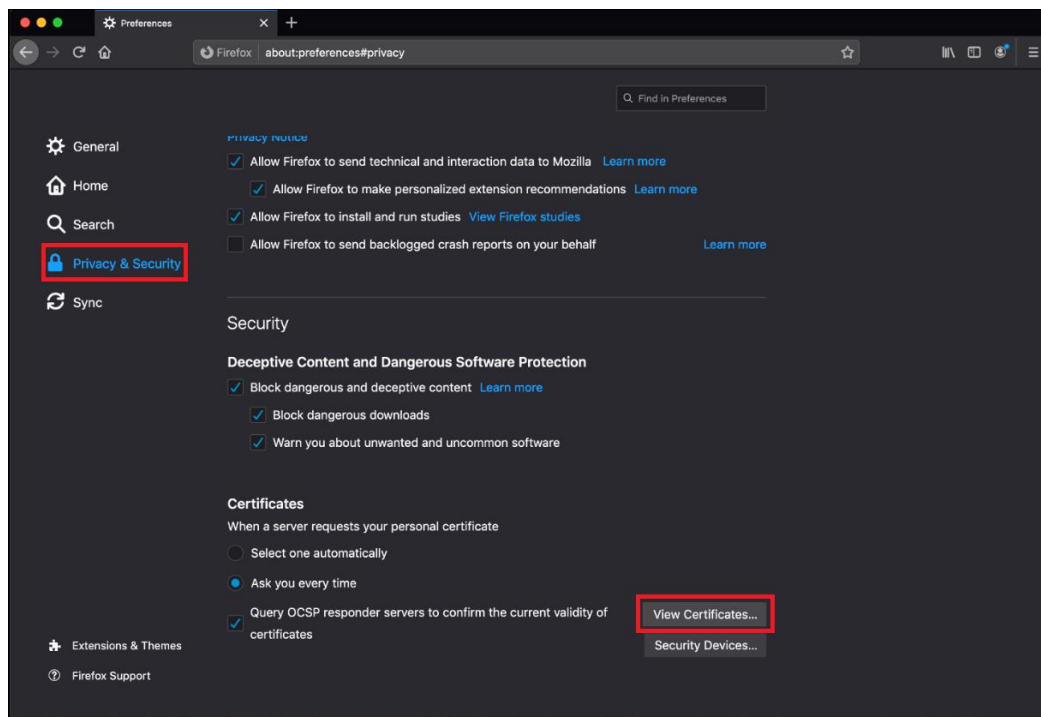 Preferences
Firefox about:preferences#privacy
Find in Preferences
General
Home
Search
Privacy & Security
Sync
Extensions & Themes
Firefox Support
Privacy Notice
Allow Firefox to send technical and interaction data to Mozilla Learn more
Allow Firefox to make personalized extension recommendations Learn more
Allow Firefox to install and run studies View Firefox studies
Allow Firefox to send backlogged crash reports on your behalf Learn more
Security
Deceptive Content and Dangerous Software Protection
Block dangerous and deceptive content Learn more
Block dangerous downloads
Warn you about unwanted and uncommon software
Certificates
When a server requests your personal certificate
Select one automatically
Ask you every time
Query OCSP responder servers to confirm the current validity of
certificates
View Certificates...
Security Devices...